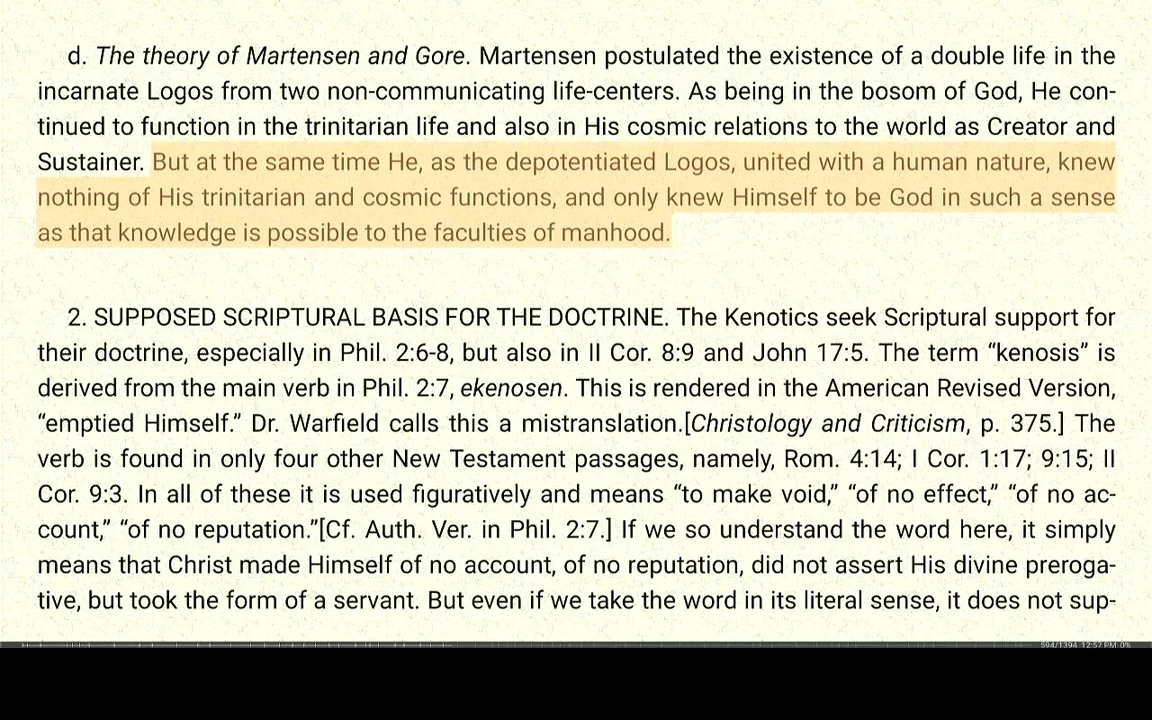 d. The theory of Martensen and Gore. Martensen postulated the existence of a double life in the
incarnate Logos from two non-communicating life-centers. As being in the bosom of God, He con-
tinued to function in the trinitarian life and also in His cosmic relations to the world as Creator and
Sustainer. But at the same time He, as the depotentiated Logos, united with a human nature, knew
nothing of His trinitarian and cosmic functions, and only knew Himself to be God in such a sense
as that knowledge is possible to the faculties of manhood.
2. SUPPOSED SCRIPTURAL BASIS FOR THE DOCTRINE. The Kenotics seek Scriptural support for
their doctrine, especially in Phil. 2:6-8, but also in II Cor. 8:9 and John 17:5. The term “kenosis” is
derived from the main verb in Phil. 2:7, ekenosen. This is rendered in the American Revised Version,
“emptied Himself.” Dr. Warfield calls this a mistranslation.[Christology and Criticism, p. 375.] The
verb is found in only four other New Testament passages, namely, Rom. 4:14; I Cor. 1:17; 9:15; II
Cor. 9:3. In all of these it is used figuratively and means “to make void,” “of no effect,” “of no ac-
count,” “of no reputation.”[Cf. Auth. Ver. in Phil. 2:7.] If we so understand the word here, it simply
means that Christ made Himself of no account, of no reputation, did not assert His divine preroga-
tive, but took the form of a servant. But even if we take the word in its literal sense, it does not sup-
594/1394 12:57 PM 0%